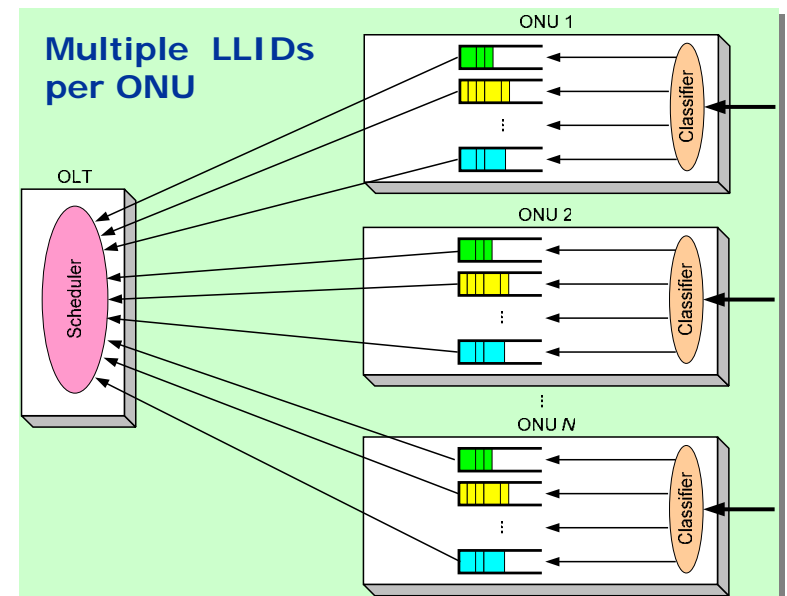 Multiple LLIDs
per ONU
ONU 1
Classifier
OLT
Scheduler
ONU 2
Classifier
ONU N
Classifier